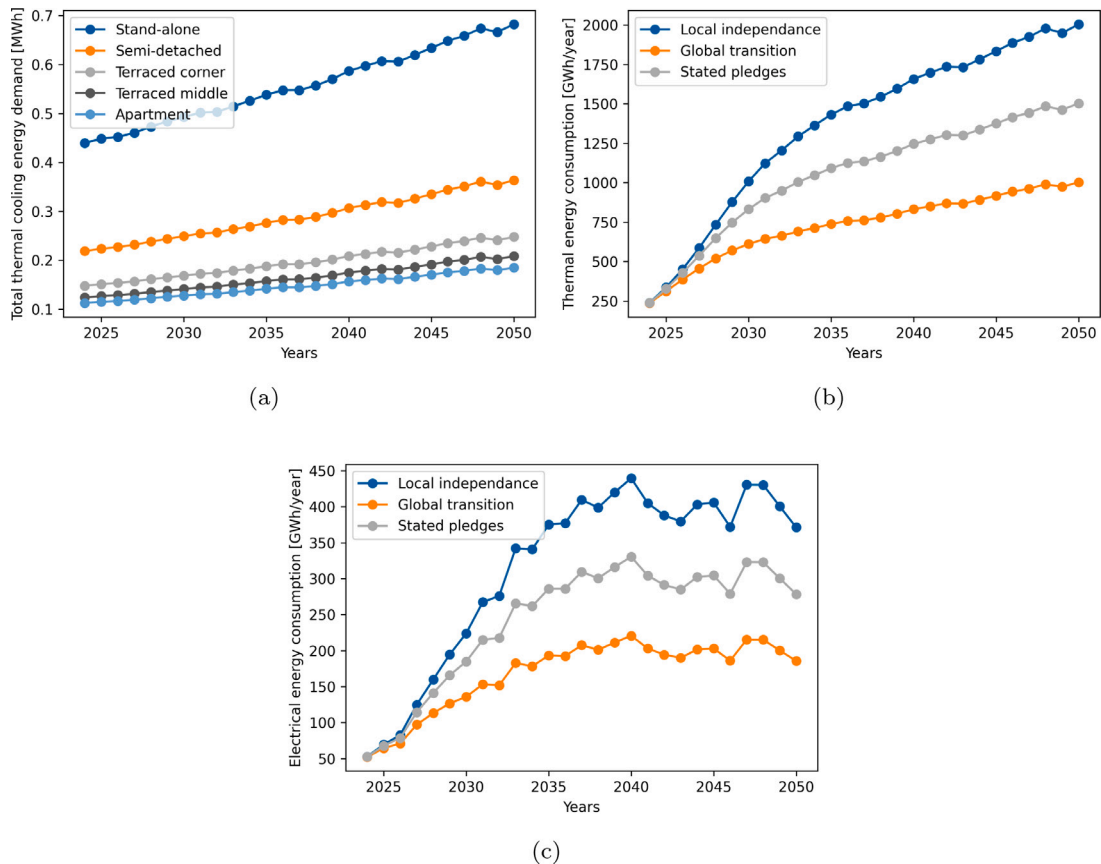 Total thermal cooling energy demand [MWh]
0.7
0.6
0.5
0.4
0.3
0.2
0.1
Stand-alone
Semi-detached
Terraced corner
Terraced middle
Apartment
2025 2030 2035 2040 2045 2050
Years
(a)
Thermal energy consumption [GWh/year]
2000
1750
1500
1250
1000
750
500
250
Local independance
Global transition
Stated pledges
2025 2030 2035 2040 2045 2050
Years
(b)
Electrical energy consumption [GWh/year]
450
400
350
300
250
200
150
100
50
Local independance
Global transition
Stated pledges
2025 2030 2035 2040 2045 2050
Years
(c)